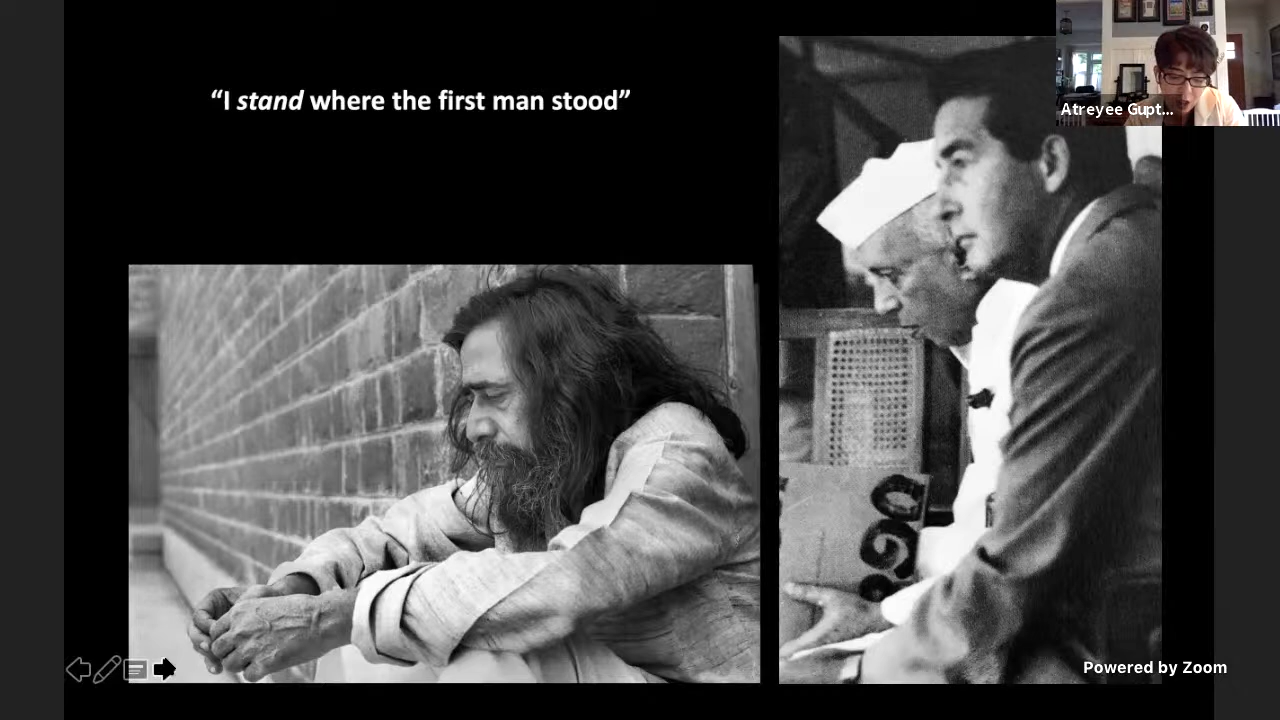 “I stand where the first man stood”
Atreyee Gupt...
Powered by Zoom